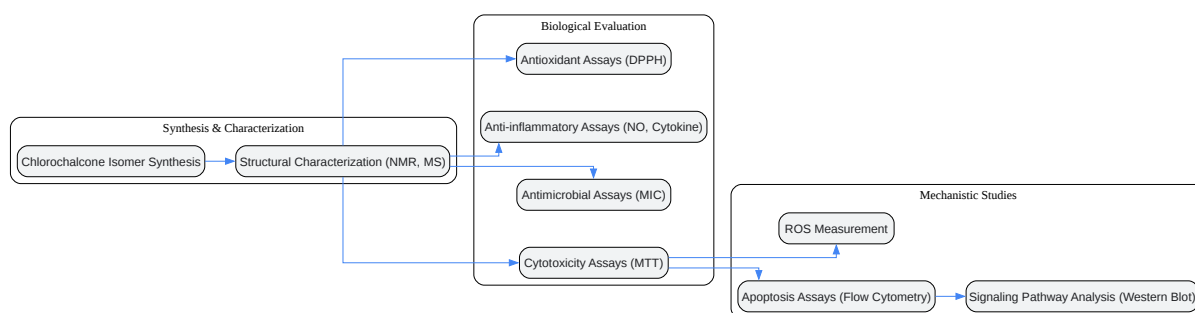 Biological Evaluation
Antioxidant Assays (DPPH)
Anti-inflammatory Assays (NO, Cytokine)
Synthesis & Characterization
Chlorochalcone Isomer Synthesis
Structural Characterization (NMR, MS)
Antimicrobial Assays (MIC)
Cytotoxicity Assays (MTT)
Mechanistic Studies
ROS Measurement
Apoptosis Assays (Flow Cytometry)
Signaling Pathway Analysis (Western Blot)